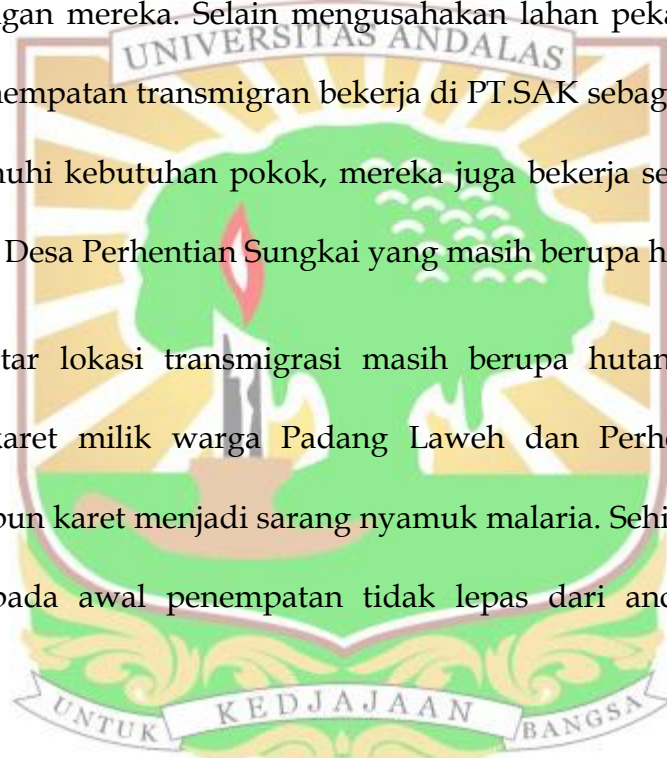 ngan mereka. Selain mengusahakan lahan peka
UNIVERSITAS ANDALAS
nempatan transmigran bekerja di PT.SAK sebag
nuhi kebutuhan pokok, mereka juga bekerja se
Desa Perhentian Sungkai yang masih berupa h
tar lokasi transmigrasi masih berupa hutan
karet milik warga Padang Laweh dan Perhe
bun karet menjadi sarang nyamuk malaria. Sehi
pada awal penempatan tidak lepas dari anc
UNTUK KEDJAJAAN BANGSA